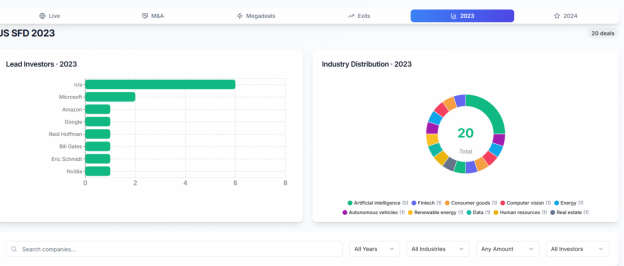 Live M&A Megadeals Exits 2023 2024
US SFD 2023 20 deals
Lead Investors · 2023
n/a
Microsoft
Amazon
Google
Reid Hoffman
Bill Gates
Eric Schmidt
Nvidia
0 2 4 6 8
Industry Distribution · 2023
20
Total
Artificial intelligence (5) Fintech (1) Consumer goods (1) Computer vision (1) Energy (1)
Autonomous vehicles (1) Renewable energy (1) Data (1) Human resources (1) Real estate (1)
Search companies... All Years All Industries Any Amount All Investors